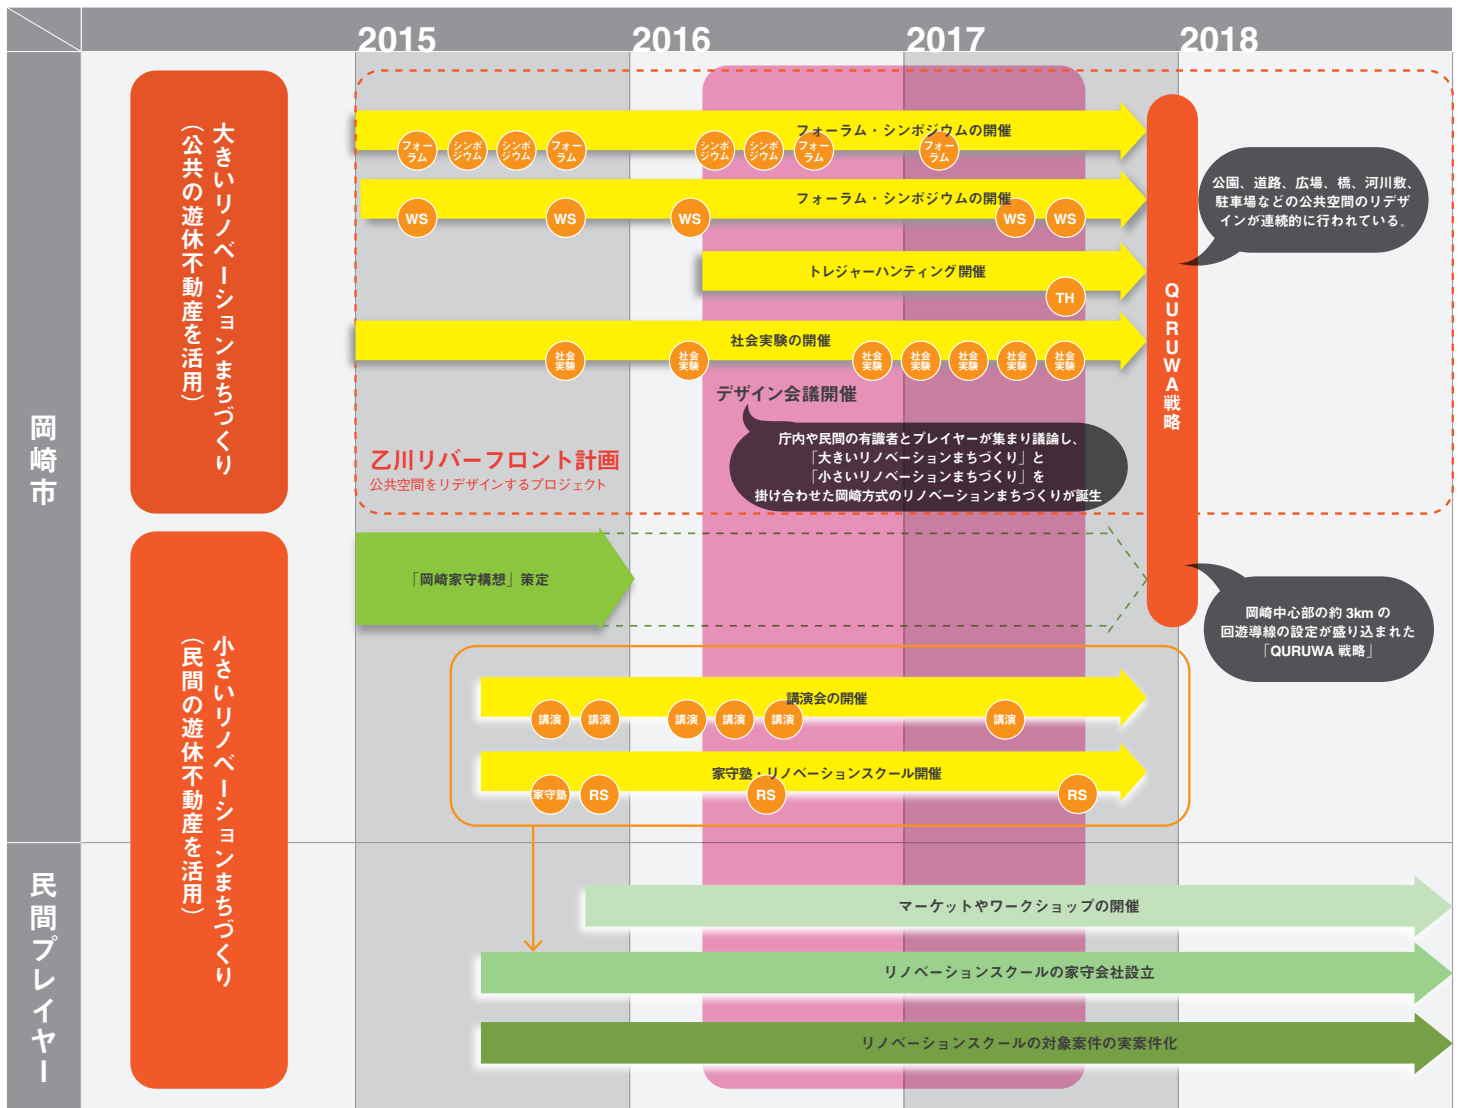 2015
2016
2017
2018
岡崎市
大きいリノベーションまちづくり
（公共の遊休不動産を活用）
フォーラム・シンポジウムの開催
フォー
ラム
シンポ
ジウム
シンポ
ジウム
フォー
ラム
シンポ
ジウム
シンポ
ジウム
フォー
ラム
フォー
ラム
フォーラム・シンポジウムの開催
WS
WS
WS
WS
WS
トレジャーハンティング開催
TH
社会実験の開催
社会
実験
社会
実験
社会
実験
社会
実験
社会
実験
社会
実験
社会
実験
デザイン会議開催
庁内や民間の有識者とプレイヤーが集まり議論し、
「大きいリノベーションまちづくり」と
「小さいリノベーションまちづくり」を
掛け合わせた岡崎方式のリノベーションまちづくりが誕生
乙川リバーフロント計画
公共空間をリデザインするプロジェクト
QURUWA戦略
公園、道路、広場、橋、河川敷、
駐車場などの公共空間のリデザ
インが連続的に行われている。
小さいリノベーションまちづくり
（民間の遊休不動産を活用）
「岡崎家守構想」策定
岡崎中心部の約 3km の
回遊導線の設定が盛り込まれた
「QURUWA 戦略」
講演会の開催
講演
講演
講演
講演
講演
講演
家守塾・リノベーションスクール開催
家守塾
RS
RS
RS
民間プレイヤー
マーケットやワークショップの開催
リノベーションスクールの家守会社設立
リノベーションスクールの対象案件の実案件化